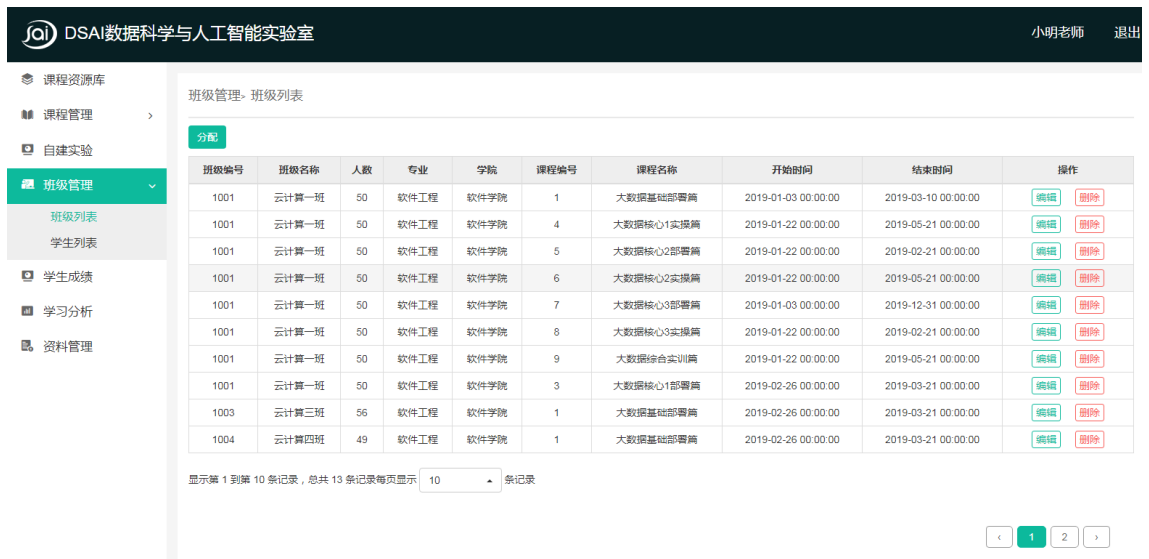 DSAI数据科学与人工智能实验室 小明老师 退出
课程资源库
课程管理
自建实验
班级管理
班级列表
学生列表
学生成绩
学习分析
资料管理
班级管理> 班级列表
分配
班级编号 班级名称 人数 专业 学院 课程编号 课程名称 开始时间 结束时间 操作
1001 云计算一班 50 软件工程 软件学院 1 大数据基础部署篇 2019-01-03 00:00:00 2019-03-10 00:00:00 编辑 删除
1001 云计算一班 50 软件工程 软件学院 4 大数据核心1实操篇 2019-01-22 00:00:00 2019-05-21 00:00:00 编辑 删除
1001 云计算一班 50 软件工程 软件学院 5 大数据核心2部署篇 2019-01-22 00:00:00 2019-02-21 00:00:00 编辑 删除
1001 云计算一班 50 软件工程 软件学院 6 大数据核心2实操篇 2019-01-22 00:00:00 2019-05-21 00:00:00 编辑 删除
1001 云计算一班 50 软件工程 软件学院 7 大数据核心3部署篇 2019-01-03 00:00:00 2019-12-31 00:00:00 编辑 删除
1001 云计算一班 50 软件工程 软件学院 8 大数据核心3实操篇 2019-01-22 00:00:00 2019-02-21 00:00:00 编辑 删除
1001 云计算一班 50 软件工程 软件学院 9 大数据综合实训篇 2019-01-22 00:00:00 2019-05-21 00:00:00 编辑 删除
1001 云计算一班 50 软件工程 软件学院 3 大数据核心1部署篇 2019-02-26 00:00:00 2019-03-21 00:00:00 编辑 删除
1003 云计算三班 56 软件工程 软件学院 1 大数据基础部署篇 2019-02-26 00:00:00 2019-03-21 00:00:00 编辑 删除
1004 云计算四班 49 软件工程 软件学院 1 大数据基础部署篇 2019-02-26 00:00:00 2019-03-21 00:00:00 编辑 删除
显示第 1 到第 10 条记录，总共 13 条记录每页显示 10 条记录
‹ 1 2 ›